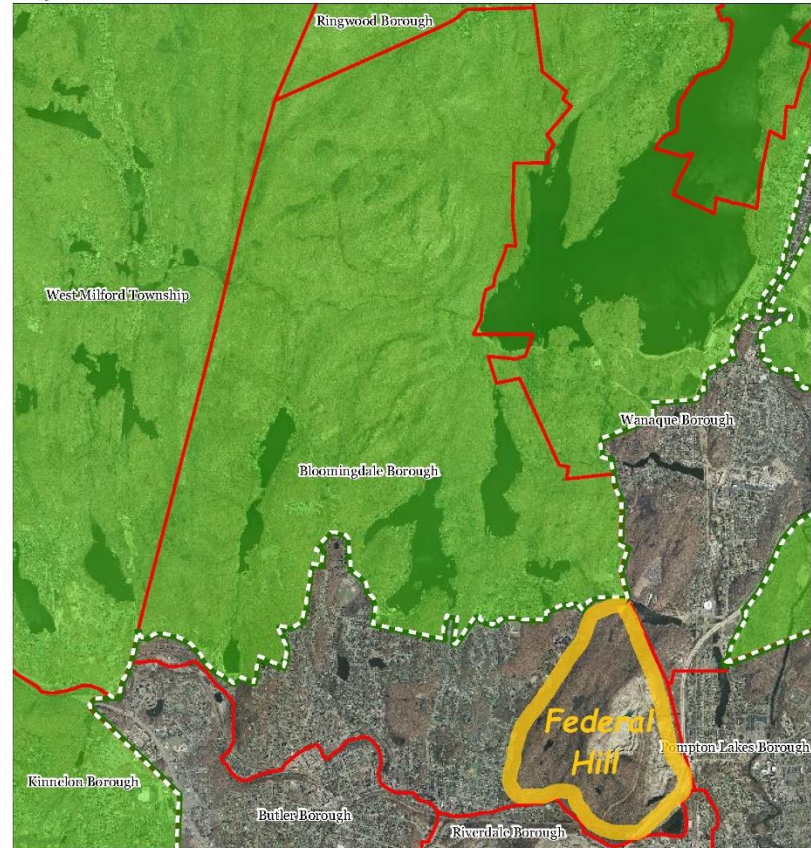 Ringwood Borough
West Milford Township
Wanaque Borough
Bloomingdale Borough
Federal
Hill
Pompton Lakes Borough
Kinnelon Borough
Butler Borough
Riverdale Borough